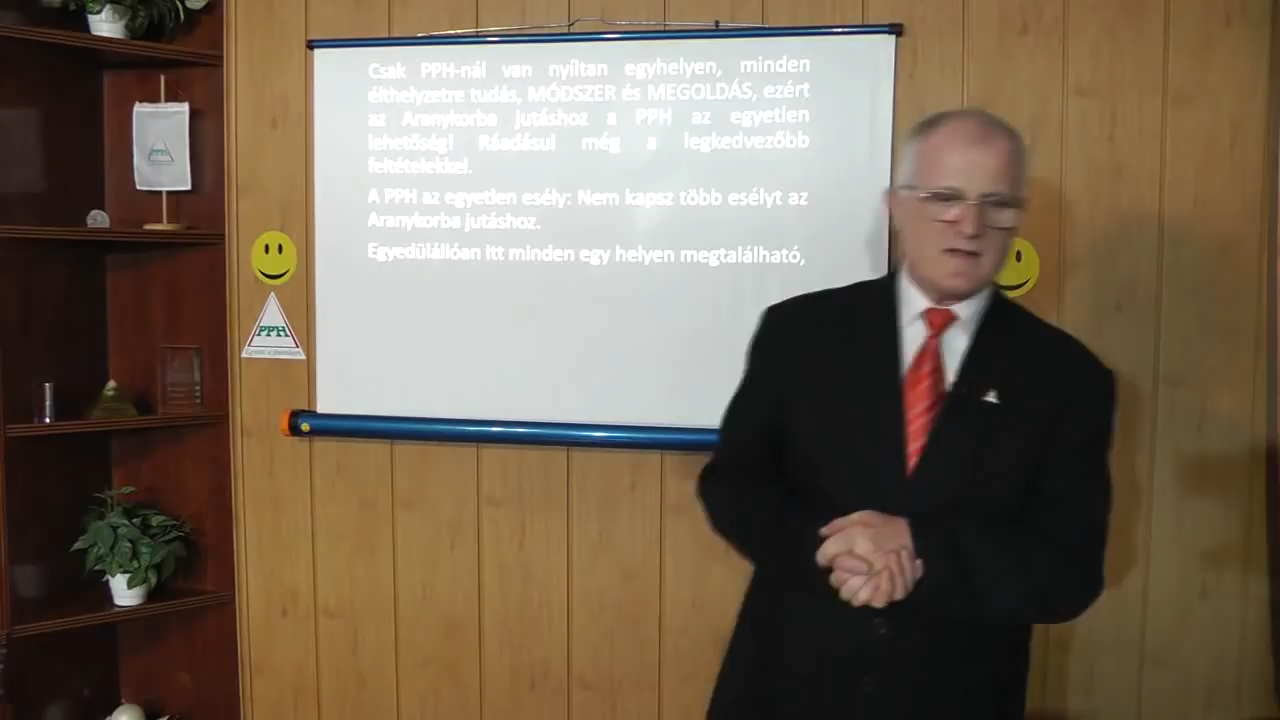 Csak PPH-nál van nyíltan egyhelyen, minden
élthelyzetre tudás, MÓDSZER és MEGOLDÁS, ezért
az Aranykorba jutáshoz a PPH az egyetlen
lehetőség! Ráadásul még a legkedvezőbb
feltételekkel.
A PPH az egyetlen esély: Nem kapsz több esélyt az
Aranykorba jutáshoz.
Egyedülállóan itt minden egy helyen megtalálható,
PPH